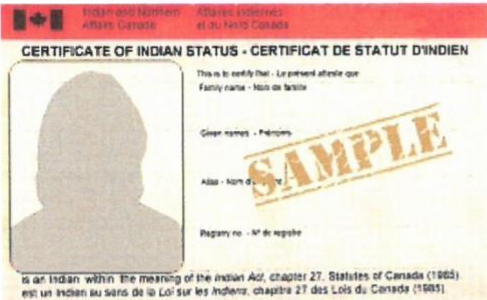 Indian and Northern Affairs Canada
Affaires indiennes et du Nord Canada
CERTIFICATE OF INDIAN STATUS - CERTIFICAT DE STATUT D'INDIEN
This is to certify that - Le présent atteste que
Family name - Nom de famille
Given names - Prénoms
Alias - Nom
SAMPLE
Registry no. - Nº de registre
is an Indian within the meaning of the Indian Act, chapter 27, Statutes of Canada (1985)
est un Indien au sens de la Loi sur les Indiens, chapitre 27 des Lois du Canada (1985)